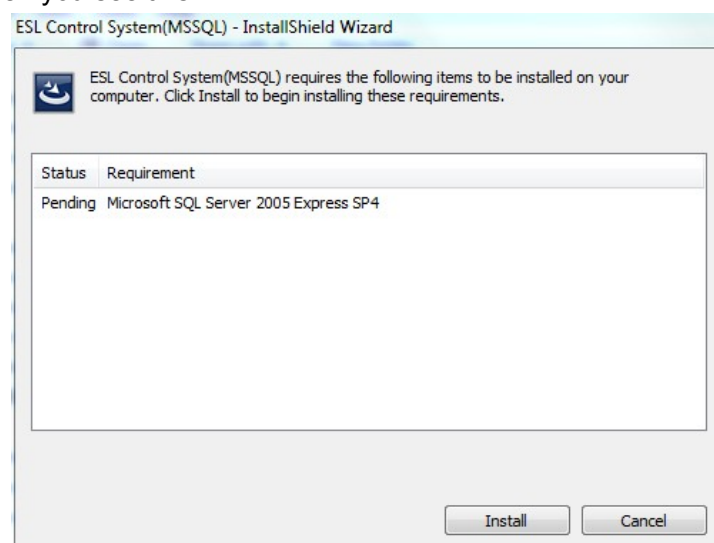 ESL Control System(MSSQL) - InstallShield Wizard
ESL Control System(MSSQL) requires the following items to be installed on your
computer. Click Install to begin installing these requirements.
Status Requirement
Pending Microsoft SQL Server 2005 Express SP4
Install Cancel